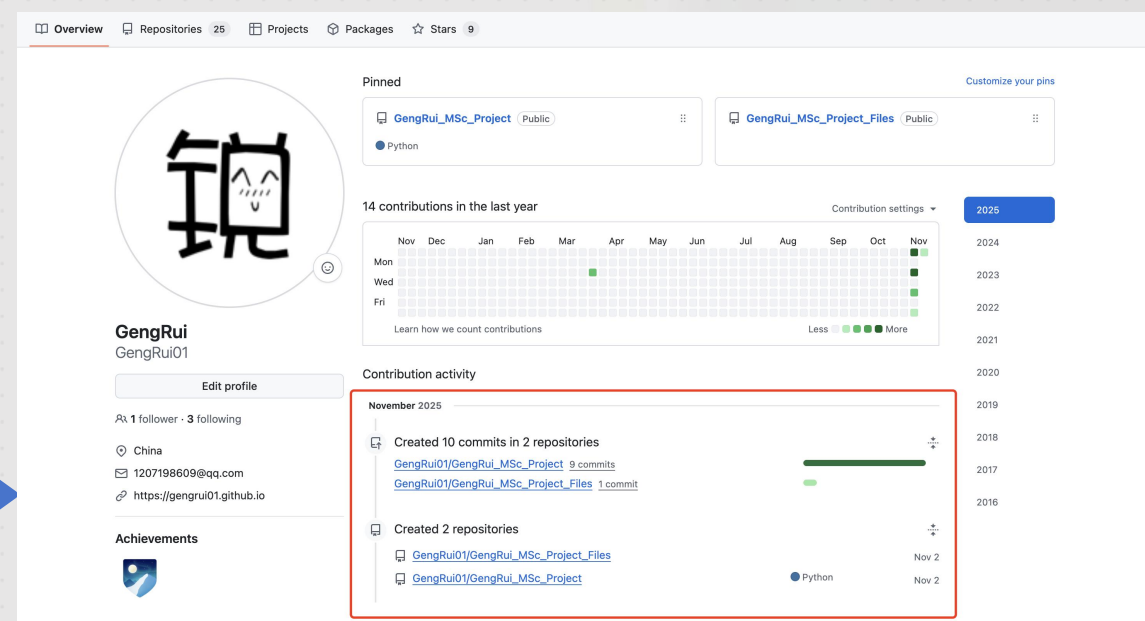 Overview Repositories 25 Projects Packages Stars 9
Pinned Customize your pins
GengRui_MSc_Project Public
Python
GengRui_MSc_Project_Files Public
14 contributions in the last year Contribution settings
Nov Dec Jan Feb Mar Apr May Jun Jul Aug Sep Oct Nov
Mon
Wed
Fri
Learn how we count contributions Less More
2025
2024
2023
2022
2021
2020
2019
2018
2017
2016
GengRui
GengRui01
Edit profile
1 follower · 3 following
China
1207198609@qq.com
https://gengrui01.github.io
Achievements
Contribution activity
November 2025
Created 10 commits in 2 repositories
GengRui01/GengRui_MSc_Project 9 commits
GengRui01/GengRui_MSc_Project_Files 1 commit
Created 2 repositories
GengRui01/GengRui_MSc_Project_Files Nov 2
GengRui01/GengRui_MSc_Project Python Nov 2